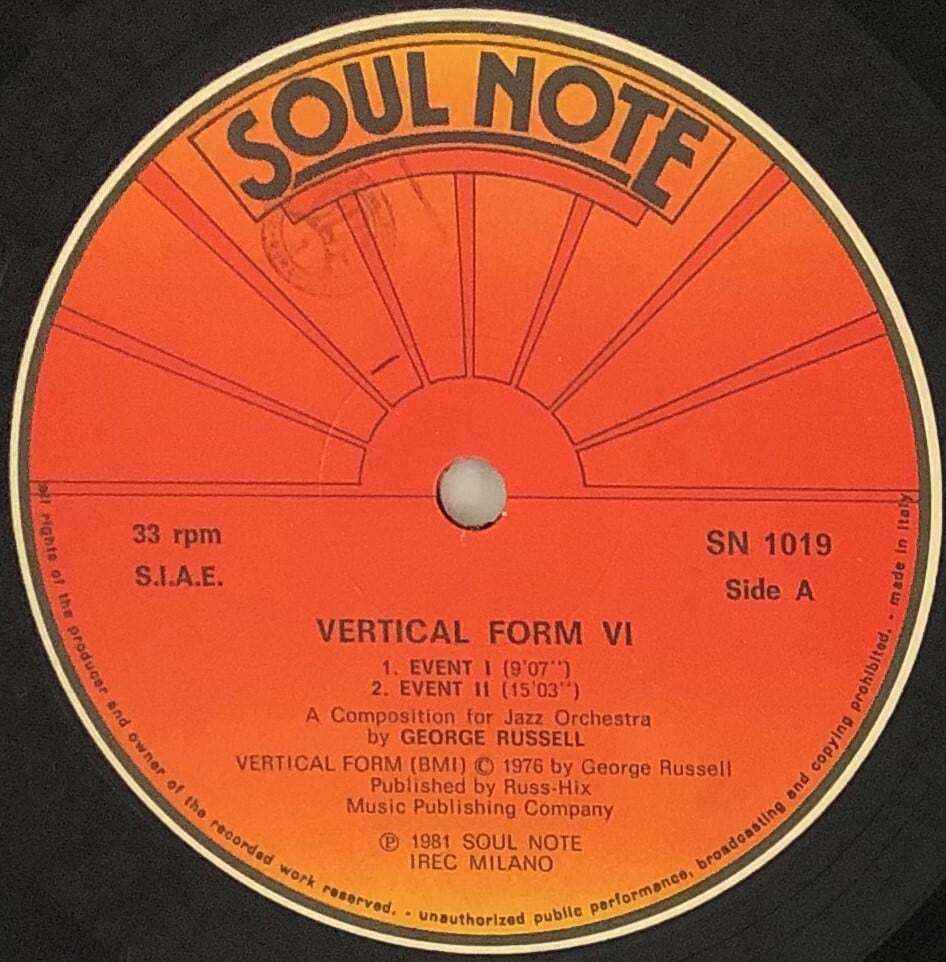 SOUL NOTE
33 rpm
S.I.A.E.
SN 1019
Side A
VERTICAL FORM VI
1. EVENT I (9'07'')
2. EVENT II (15'03'')
A Composition for Jazz Orchestra
by GEORGE RUSSELL
VERTICAL FORM (BMI) © 1976 by George Russell
Published by Russ-Hix
Music Publishing Company
℗ 1981 SOUL NOTE
IREC MILANO
all rights of the producer and owner of the recorded work reserved. - unauthorized public performance, broadcasting and copying prohibited. - made in Italy